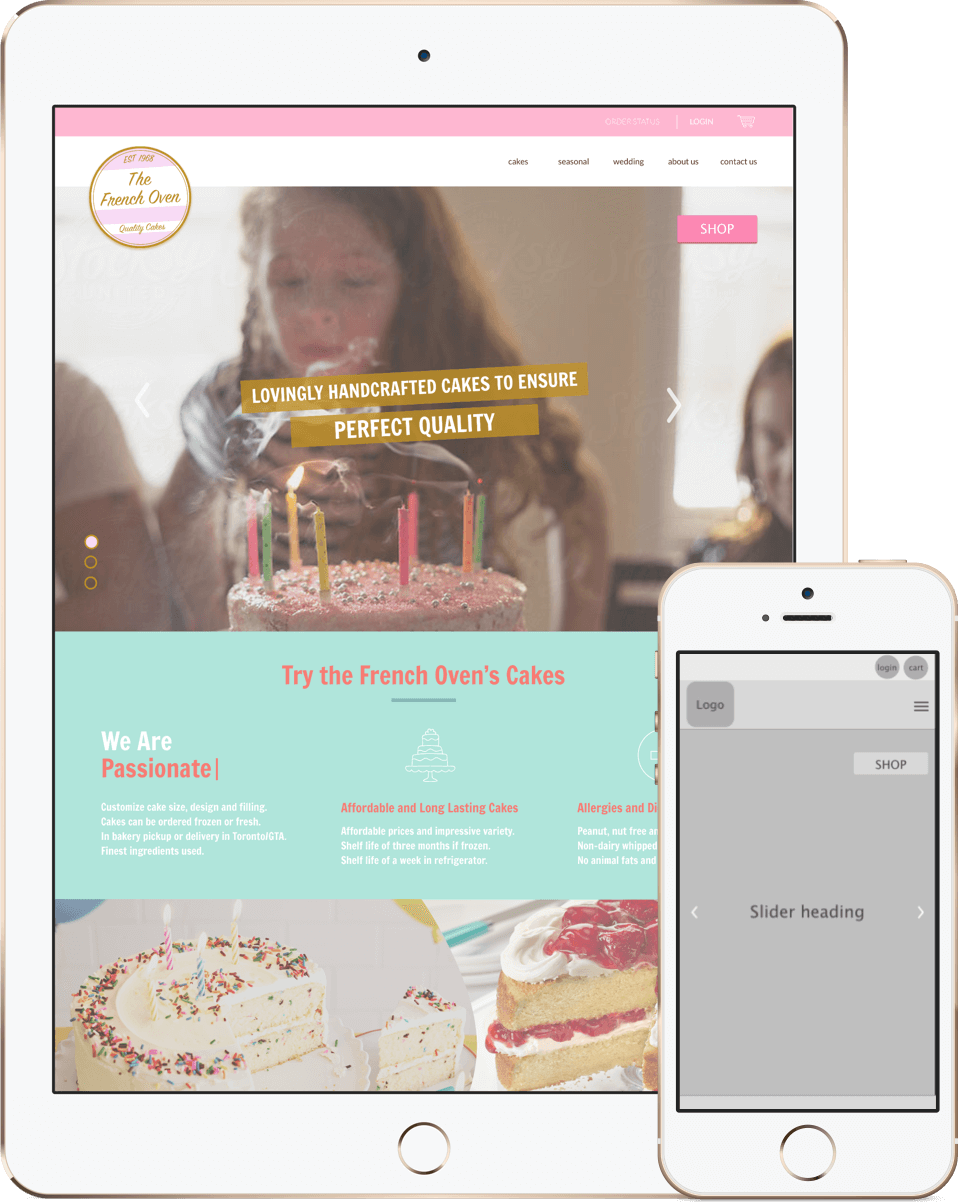 ORDER STATUS
LOGIN
EST 1968
The
French Oven
Quality Cakes
cakes
seasonal
wedding
about us
contact us
SHOP
LOVINGLY HANDCRAFTED CAKES TO ENSURE
PERFECT QUALITY
Try the French Oven's Cakes
We Are
Passionate|
Customize cake size, design and filling.
Cakes can be ordered frozen or fresh.
In bakery pickup or delivery in Toronto/GTA.
Finest ingredients used.
Affordable and Long Lasting Cakes
Affordable prices and impressive variety.
Shelf life of three months if frozen.
Shelf life of a week in refrigerator.
Allergies and Di
Peanut, nut free an
Non-dairy whipped
No animal fats and
login
cart
Logo
SHOP
Slider heading